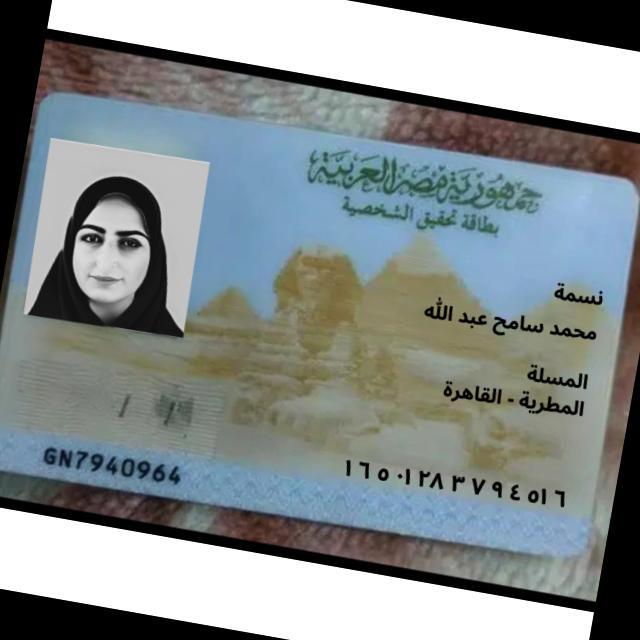 جمهورية مصر العربية
بطاقة تحقيق الشخصية
نسمة
محمد سامح عبد الله
المسلة
المطرية - القاهرة
١٦٥٠١٢٨٣٧٩٤٥١٦
GN7940964